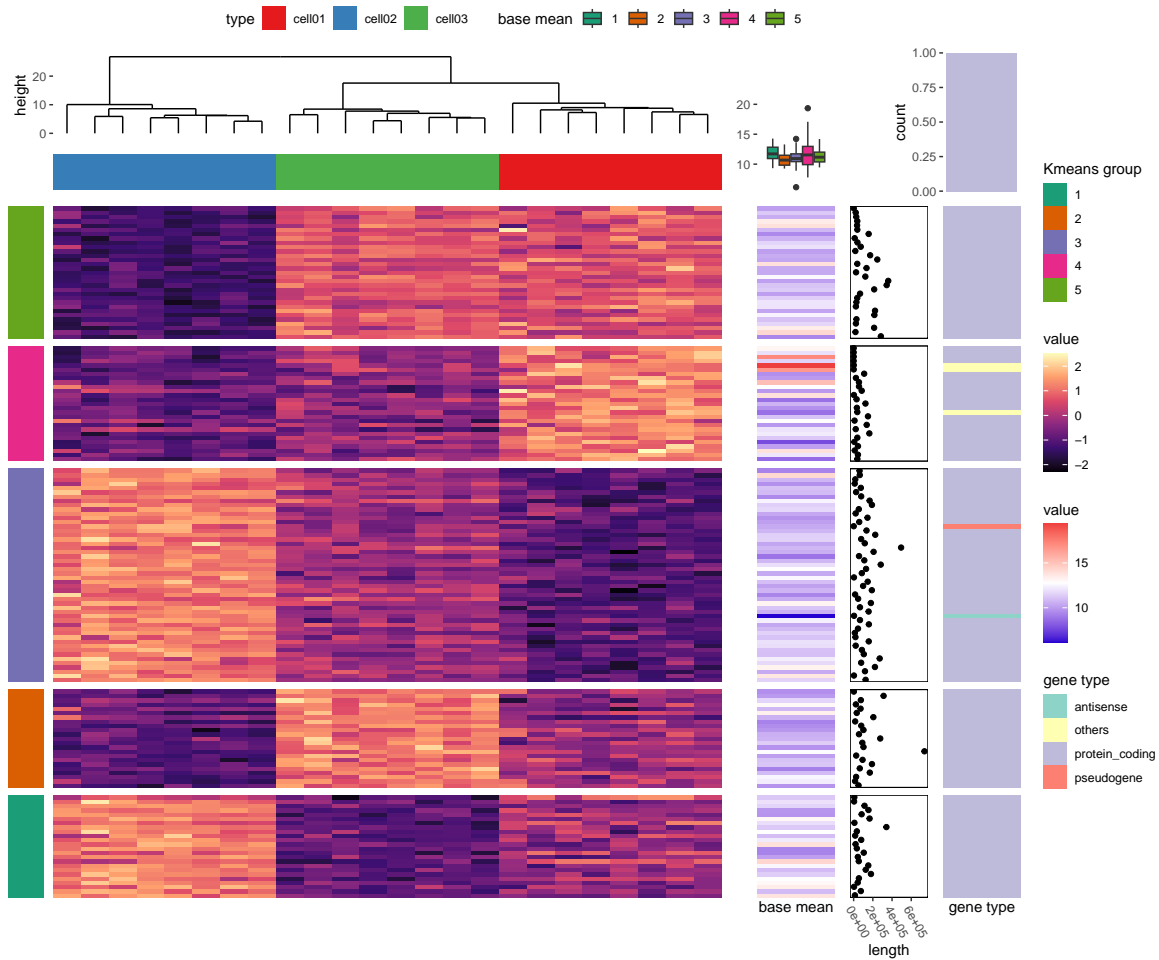 type cell01 cell02 cell03 base mean 1 2 3 4 5
height
20
10
0
20
15
10
count
1.00
0.75
0.50
0.25
0.00
Kmeans group
1
2
3
4
5
value
2
1
0
−1
−2
value
15
10
gene type
antisense
others
protein_coding
pseudogene
base mean
0e+00
2e+05
4e+05
6e+05
length
gene type